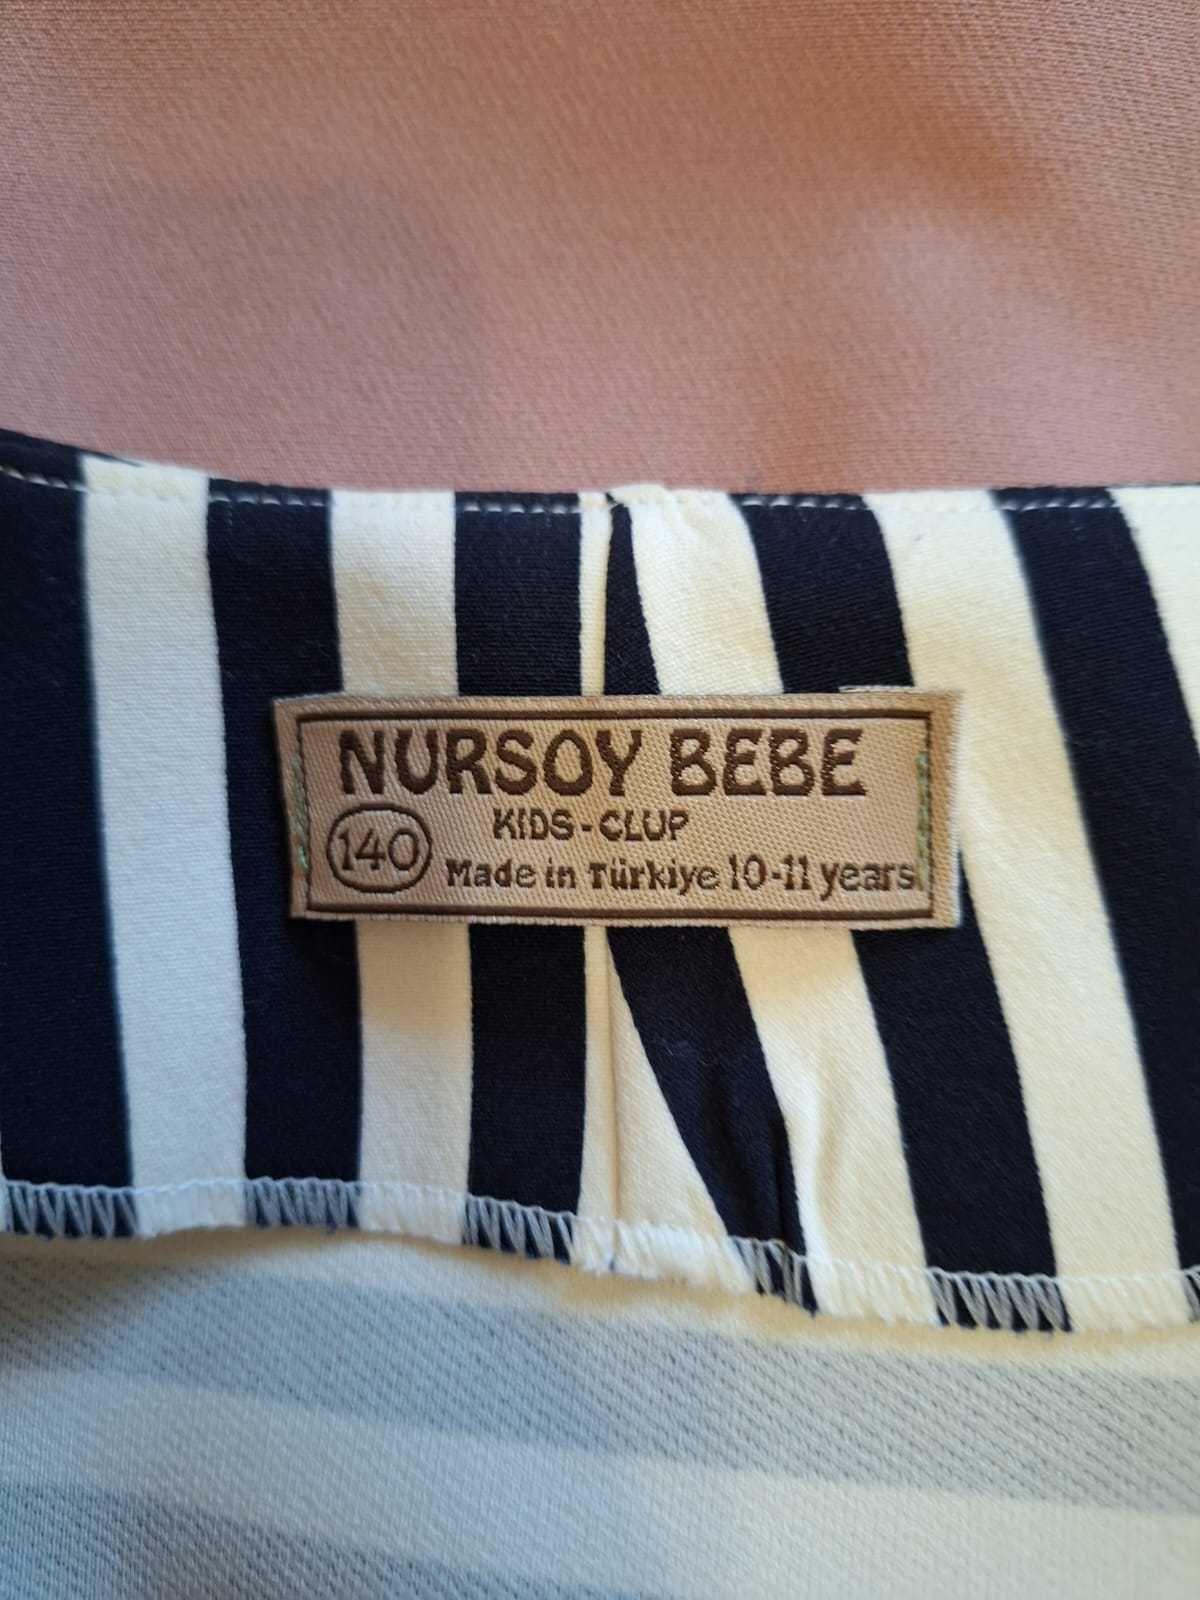 NURSOY BEBE
KIDS-CLUP
140 Made in Türkiye 10-11 years